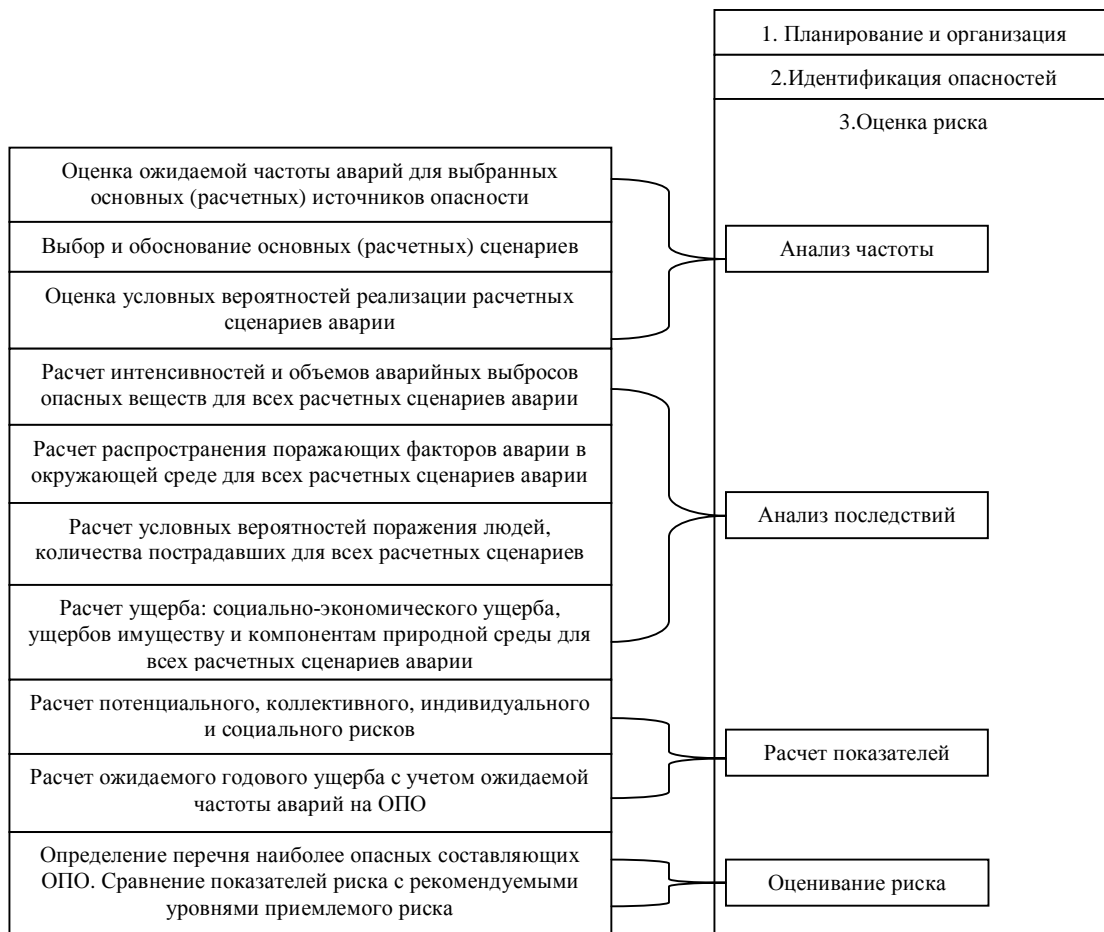 1. Планирование и организация
2.Идентификация опасностей
3.Оценка риска
Оценка ожидаемой частоты аварий для выбранных
основных (расчетных) источников опасности
Выбор и обоснование основных (расчетных) сценариев
Оценка условных вероятностей реализации расчетных
сценариев аварии
Анализ частоты
Расчет интенсивностей и объемов аварийных выбросов
опасных веществ для всех расчетных сценариев аварии
Расчет распространения поражающих факторов аварии в
окружающей среде для всех расчетных сценариев аварии
Расчет условных вероятностей поражения людей,
количества пострадавших для всех расчетных сценариев
Расчет ущерба: социально-экономического ущерба,
ущербов имуществу и компонентам природной среды для
всех расчетных сценариев аварии
Анализ последствий
Расчет потенциального, коллективного, индивидуального
и социального рисков
Расчет ожидаемого годового ущерба с учетом ожидаемой
частоты аварий на ОПО
Расчет показателей
Определение перечня наиболее опасных составляющих
ОПО. Сравнение показателей риска с рекомендуемыми
уровнями приемлемого риска
Оценивание риска